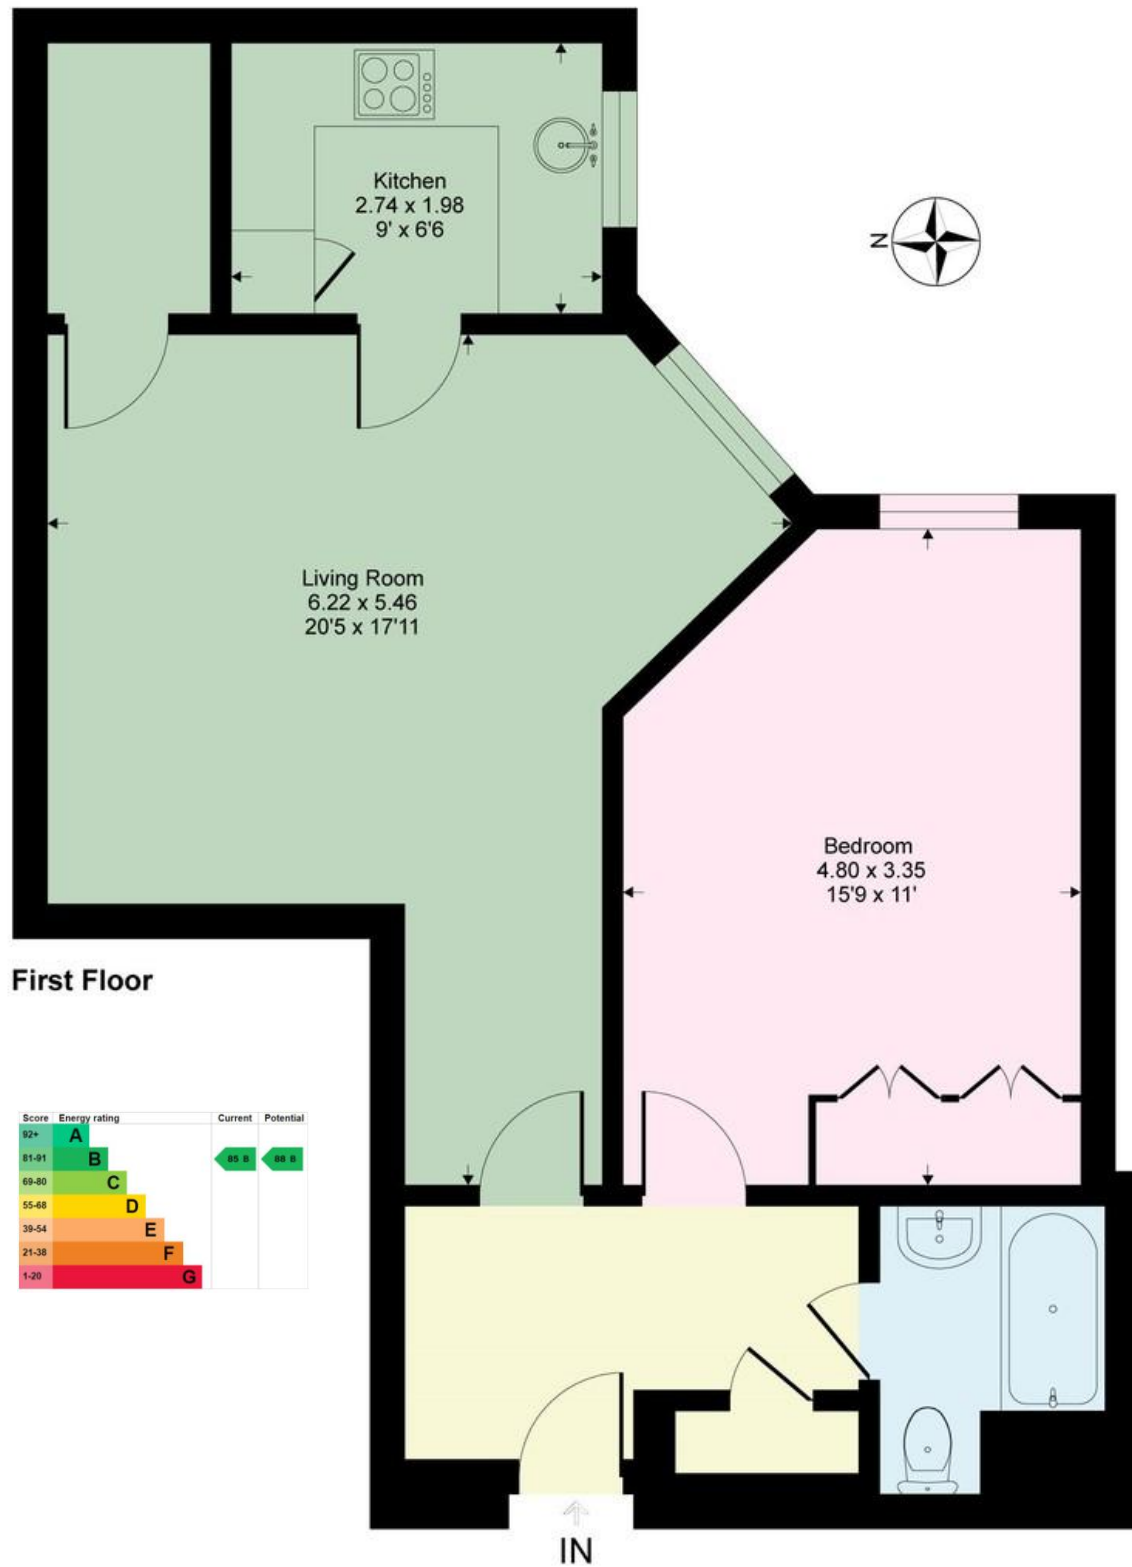 Kitchen
2.74 x 1.98
9' x 6'6
N
Living Room
6.22 x 5.46
20'5 x 17'11
Bedroom
4.80 x 3.35
15'9 x 11'
First Floor
Score Energy rating Current Potential
92+ A
81-91 B 85 B 88 B
69-80 C
55-68 D
39-54 E
21-38 F
1-20 G
IN